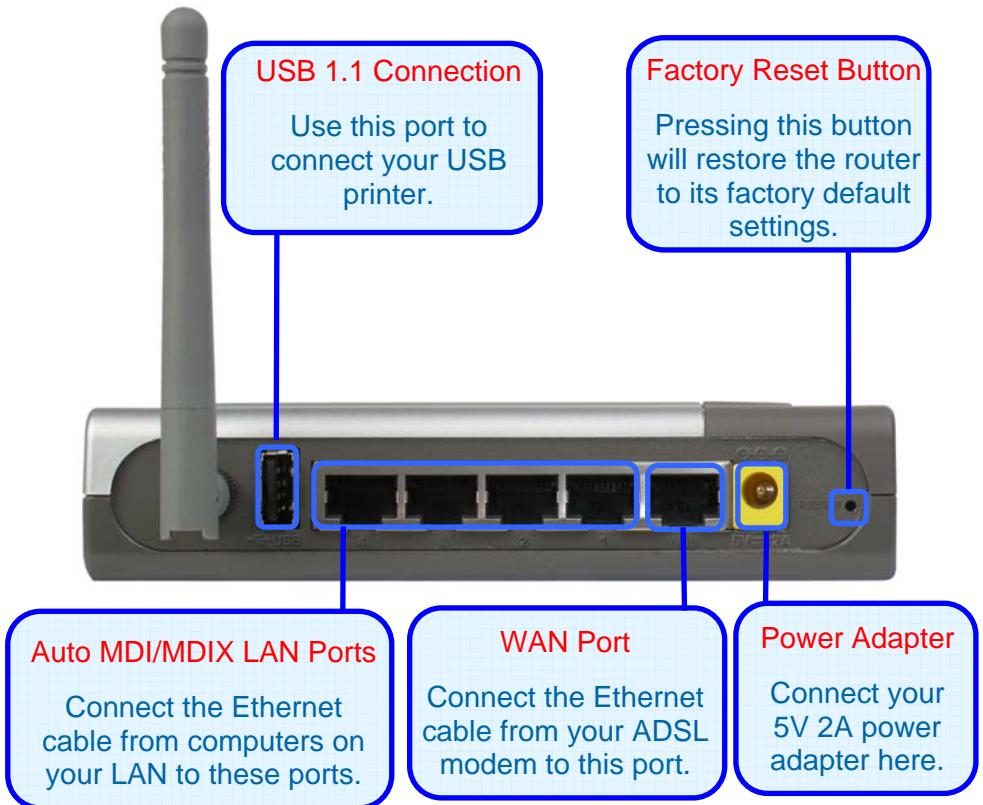 USB 1.1 Connection
Use this port to
connect your USB
printer.
Factory Reset Button
Pressing this button
will restore the router
to its factory default
settings.
USB
4
2
1
5V 2A
Auto MDI/MDIX LAN Ports
Connect the Ethernet
cable from computers on
your LAN to these ports.
WAN Port
Connect the Ethernet
cable from your ADSL
modem to this port.
Power Adapter
Connect your
5V 2A power
adapter here.